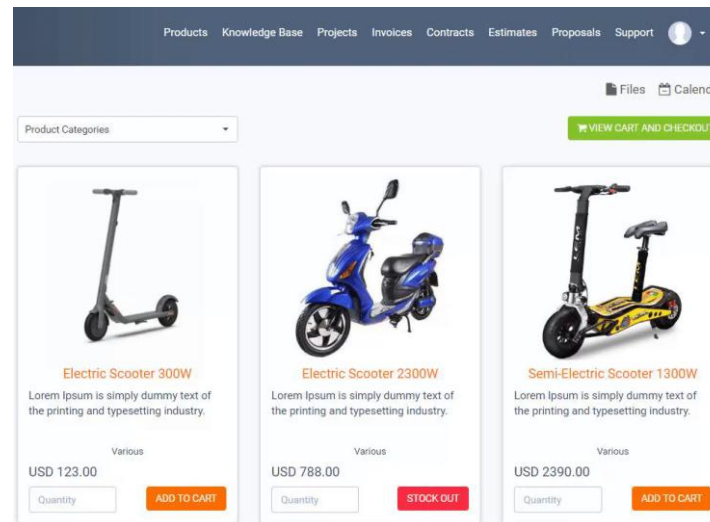 Products Knowledge Base Projects Invoices Contracts Estimates Proposals Support
Files Calend
Product Categories
VIEW CART AND CHECKOUT
Electric Scooter 300W
Lorem Ipsum is simply dummy text of
the printing and typesetting industry.
Various
USD 123.00
Quantity ADD TO CART
Electric Scooter 2300W
Lorem Ipsum is simply dummy text of
the printing and typesetting industry.
Various
USD 788.00
Quantity STOCK OUT
Semi-Electric Scooter 1300W
Lorem Ipsum is simply dummy text of
the printing and typesetting industry.
Various
USD 2390.00
Quantity ADD TO CART